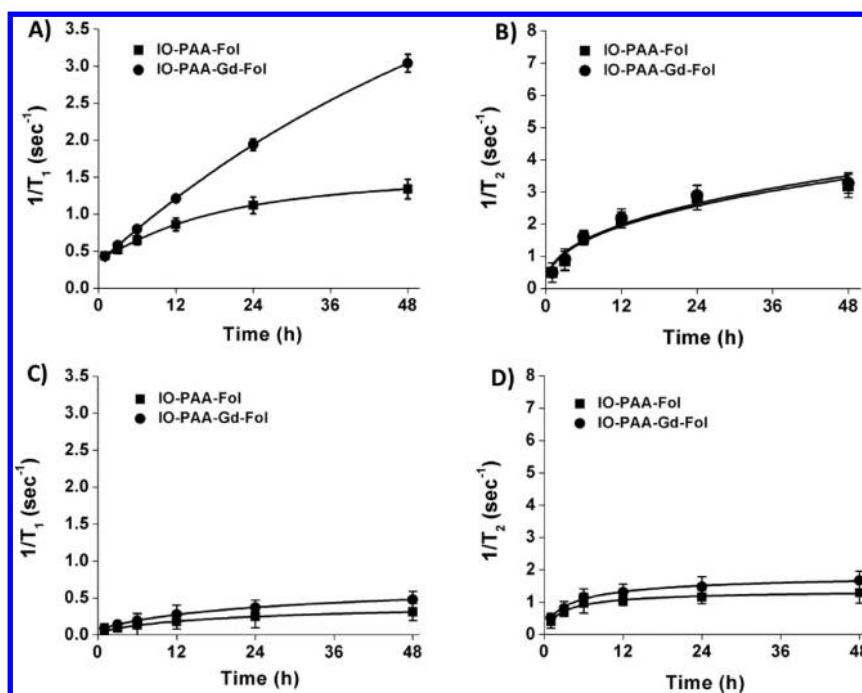 A)
IO-PAA-Fol
IO-PAA-Gd-Fol
1/T₁ (sec⁻¹)
3.5
3.0
2.5
2.0
1.5
1.0
0.5
0.0
0 12 24 36 48
Time (h)
B)
IO-PAA-Fol
IO-PAA-Gd-Fol
1/T₂ (sec⁻¹)
8
7
6
5
4
3
2
1
0
0 12 24 36 48
Time (h)
C)
IO-PAA-Fol
IO-PAA-Gd-Fol
1/T₁ (sec⁻¹)
3.5
3.0
2.5
2.0
1.5
1.0
0.5
0.0
0 12 24 36 48
Time (h)
D)
IO-PAA-Fol
IO-PAA-Gd-Fol
1/T₂ (sec⁻¹)
8
7
6
5
4
3
2
1
0
0 12 24 36 48
Time (h)